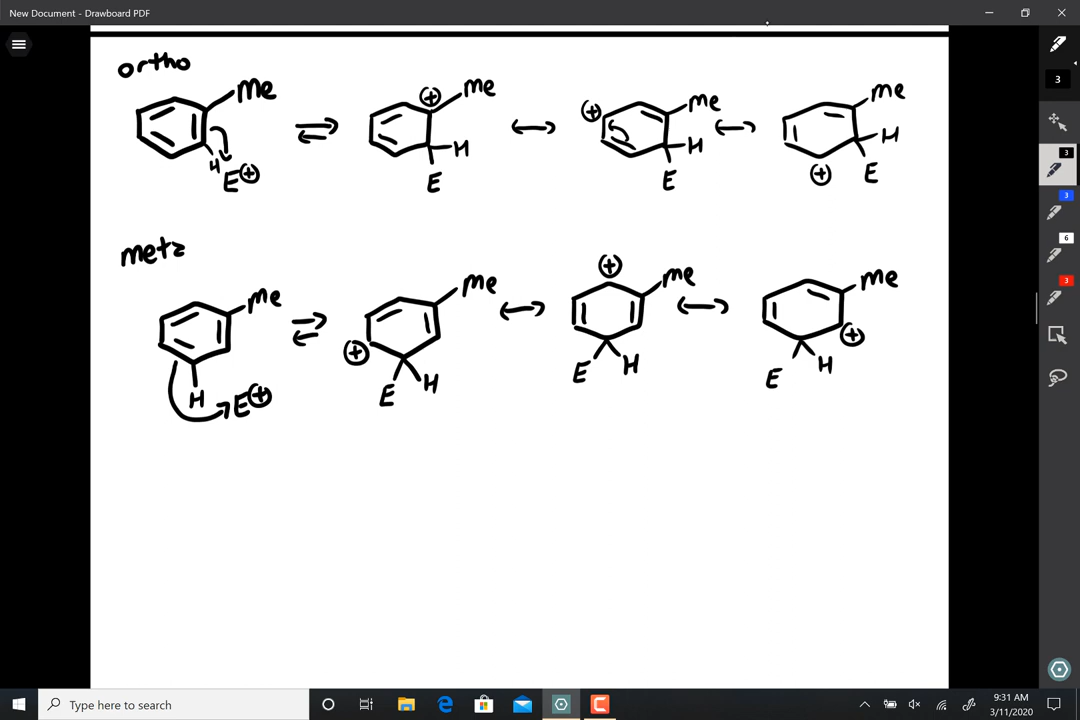 New Document - Drawboard PDF
ortho
Me
H
E⊕
⊕
Me
H
E
⊕
Me
H
E
Me
H
E
⊕
meta
Me
H
E⊕
Me
⊕
E
H
⊕
Me
E
H
Me
⊕
E
H
3
3
3
6
3
Type here to search
9:31 AM
3/11/2020